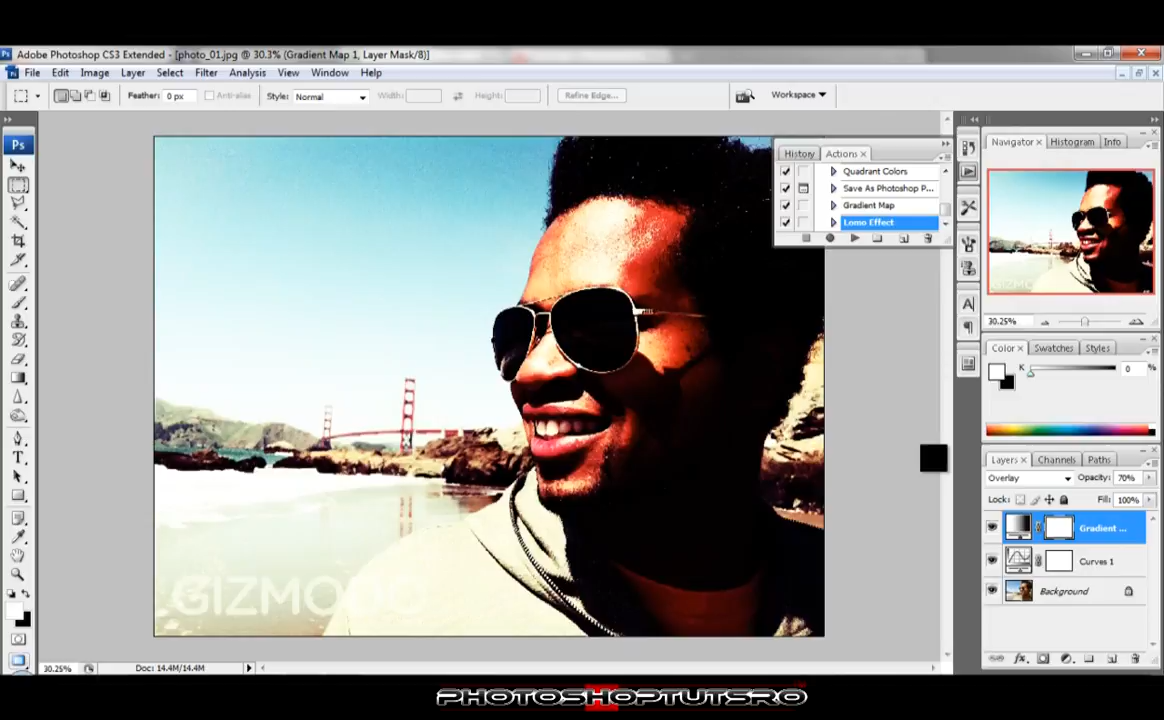 Adobe Photoshop CS3 Extended - [photo_01.jpg @ 30.3% (Gradient Map 1, Layer Mask/8)]
File Edit Image Layer Select Filter Analysis View Window Help
Feather: 0 px Anti-alias Style: Normal Width: Height: Refine Edge... Workspace
Ps
History Actions x
Quadrant Colors
Save As Photoshop P...
Gradient Map
Lomo Effect
Navigator x Histogram Info
30.25%
Color x Swatches Styles
K 0 %
Layers x Channels Paths
Overlay Opacity: 70%
Lock: Fill: 100%
Gradient ...
Curves 1
Background
30.25% Doc: 14.4M/14.4M
PHOTOSHOPTUTSRO